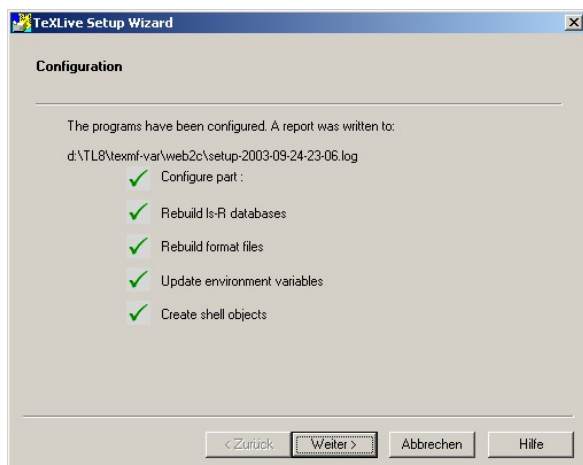 TeXLive Setup Wizard
Configuration
The programs have been configured. A report was written to:
d:\TL8\texmf-var\web2c\setup-2003-09-24-23-06.log
Configure part :
Rebuild ls-R databases
Rebuild format files
Update environment variables
Create shell objects
< Zurück Weiter > Abbrechen Hilfe